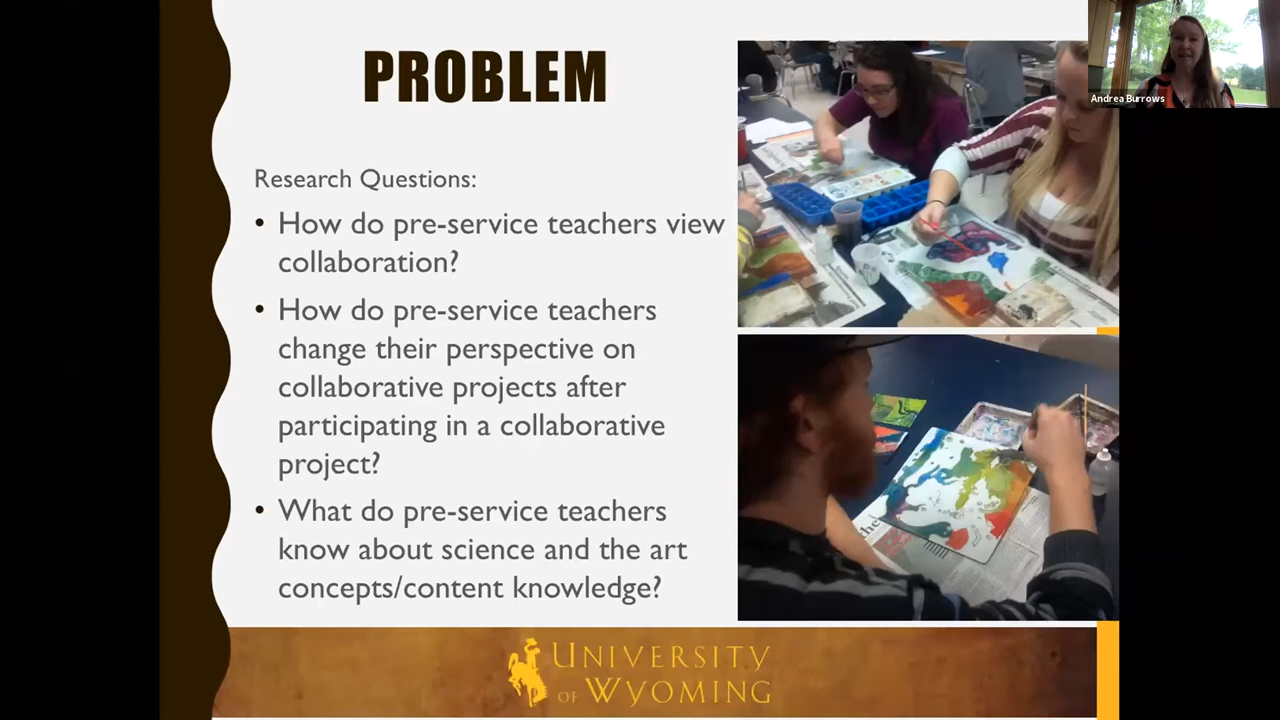 PROBLEM
Research Questions:
• How do pre-service teachers view
collaboration?
• How do pre-service teachers
change their perspective on
collaborative projects after
participating in a collaborative
project?
• What do pre-service teachers
know about science and the art
concepts/content knowledge?
UNIVERSITY
OF WYOMING
Andrea Burrows